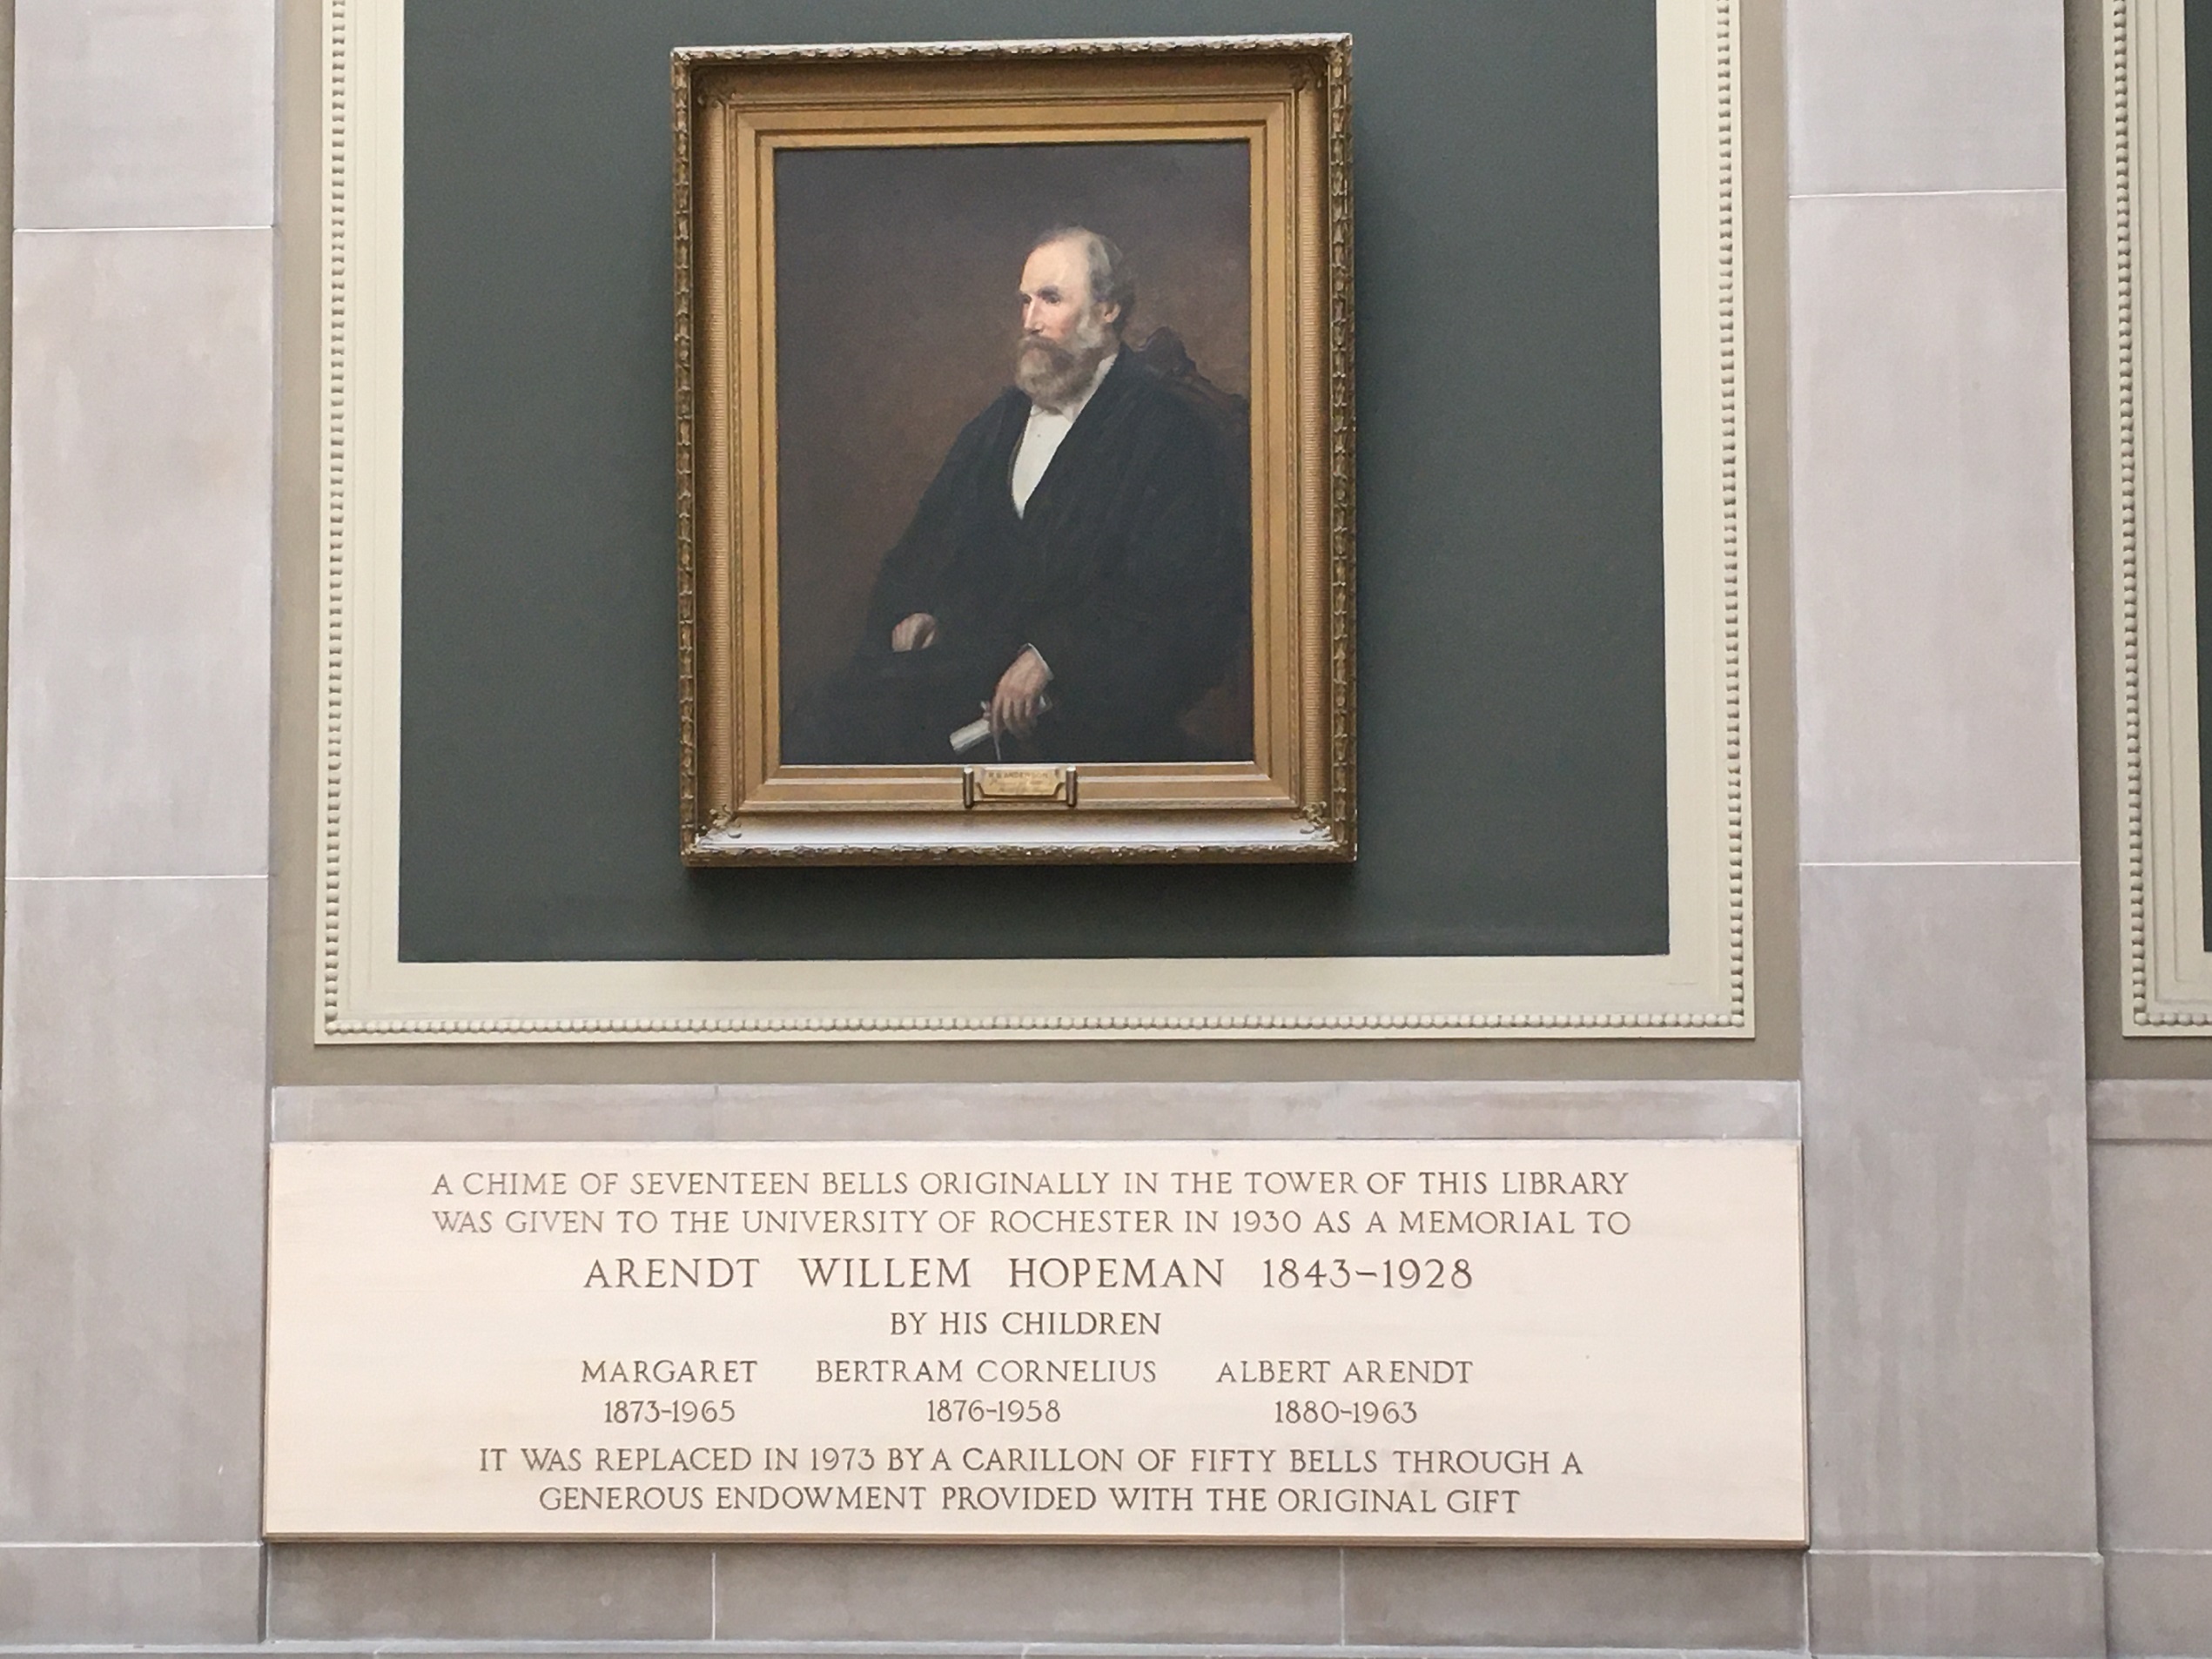 A CHIME OF SEVENTEEN BELLS ORIGINALLY IN THE TOWER OF THIS LIBRARY
WAS GIVEN TO THE UNIVERSITY OF ROCHESTER IN 1930 AS A MEMORIAL TO
ARENDT WILLEM HOPEMAN 1843-1928
BY HIS CHILDREN
MARGARET BERTRAM CORNELIUS ALBERT ARENDT
1873-1965 1876-1958 1880-1963
IT WAS REPLACED IN 1973 BY A CARILLON OF FIFTY BELLS THROUGH A
GENEROUS ENDOWMENT PROVIDED WITH THE ORIGINAL GIFT